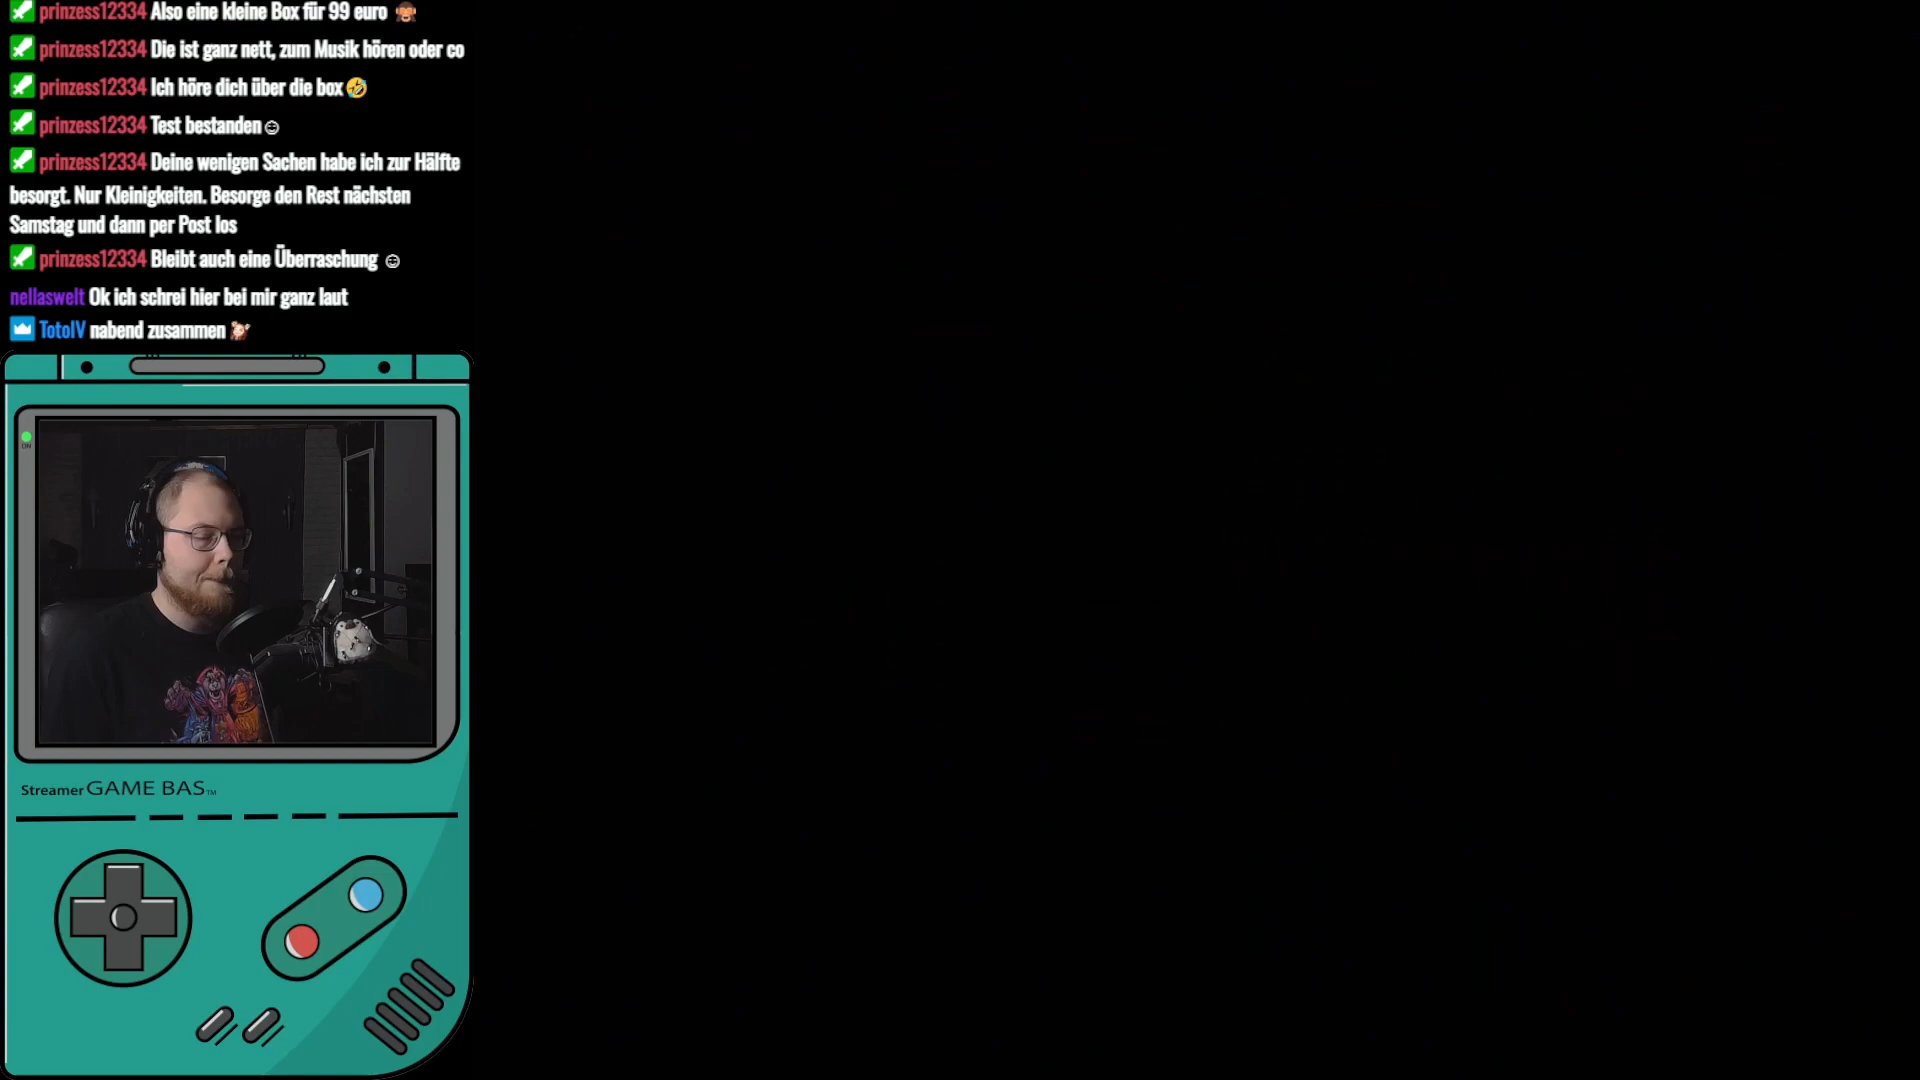 prinzess12334 Also eine kleine Box für 99 euro 🙈
prinzess12334 Die ist ganz nett, zum Musik hören oder co
prinzess12334 Ich höre dich über die box🤣
prinzess12334 Test bestanden☺
prinzess12334 Deine wenigen Sachen habe ich zur Hälfte
besorgt. Nur Kleinigkeiten. Besorge den Rest nächsten
Samstag und dann per Post los
prinzess12334 Bleibt auch eine Überraschung ☺
nellaswelt Ok ich schrei hier bei mir ganz laut
TotoIV nabend zusammen
ON
Streamer GAME BAS TM